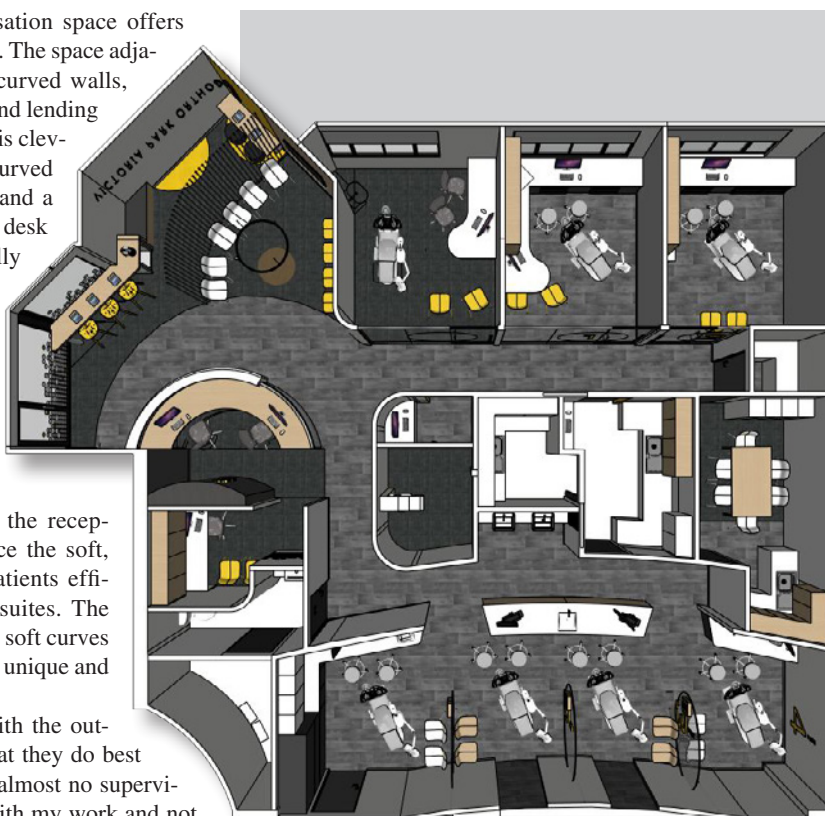 sation space offers
. The space adja-
curved walls,
nd lending
is clev-
urved
and a
desk
lly
VICTORIA PARK ORTHOD
the recep-
ce the soft,
atients effi-
suites. The
soft curves
unique and
ith the out-
at they do best
almost no supervi-
ith my work and not